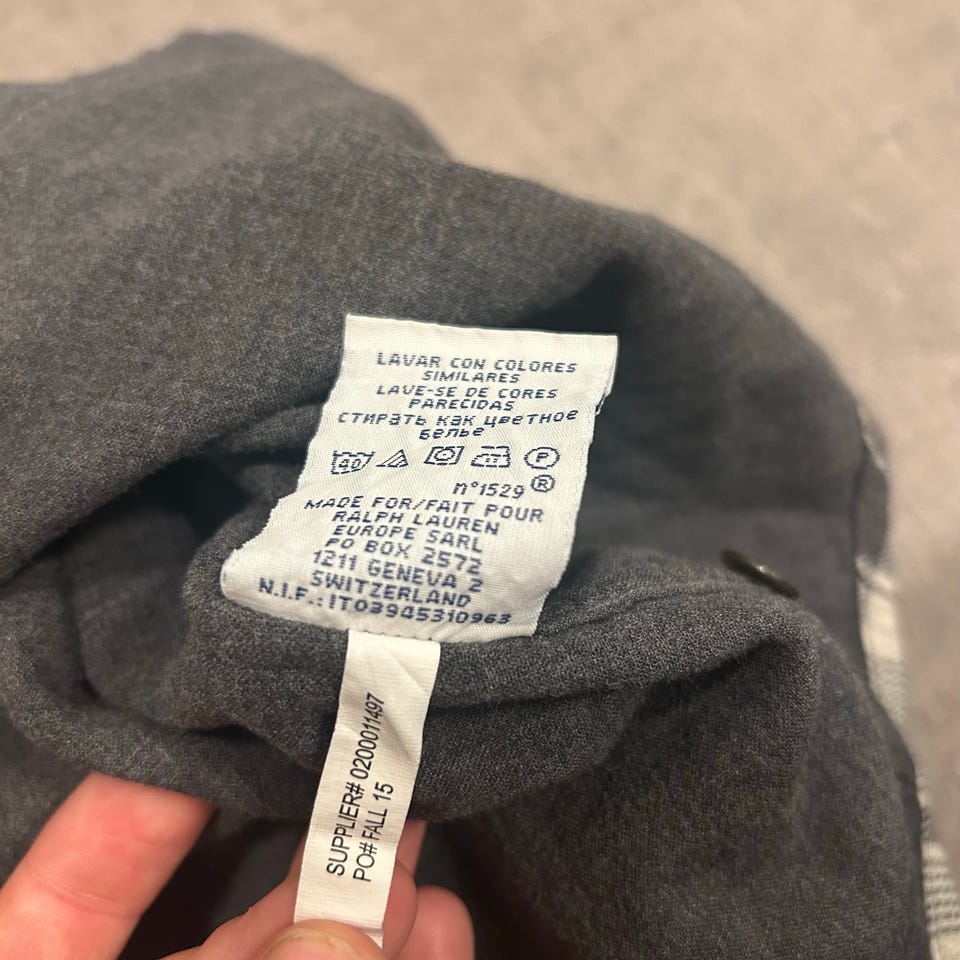 LAVAR CON COLORES
SIMILARES
LAVE-SE DE CORES
PARECIDAS
СТИРАТЬ КАК ЦВЕТНОЕ
БЕЛЬЕ
40 P
n°1529 ®
MADE FOR/FAIT POUR
RALPH LAUREN
EUROPE SARL
PO BOX 2572
1211 GENEVA 2
SWITZERLAND
N.I.F.: IT03945310963
SUPPLIER# 0200011497
PO# FALL 15